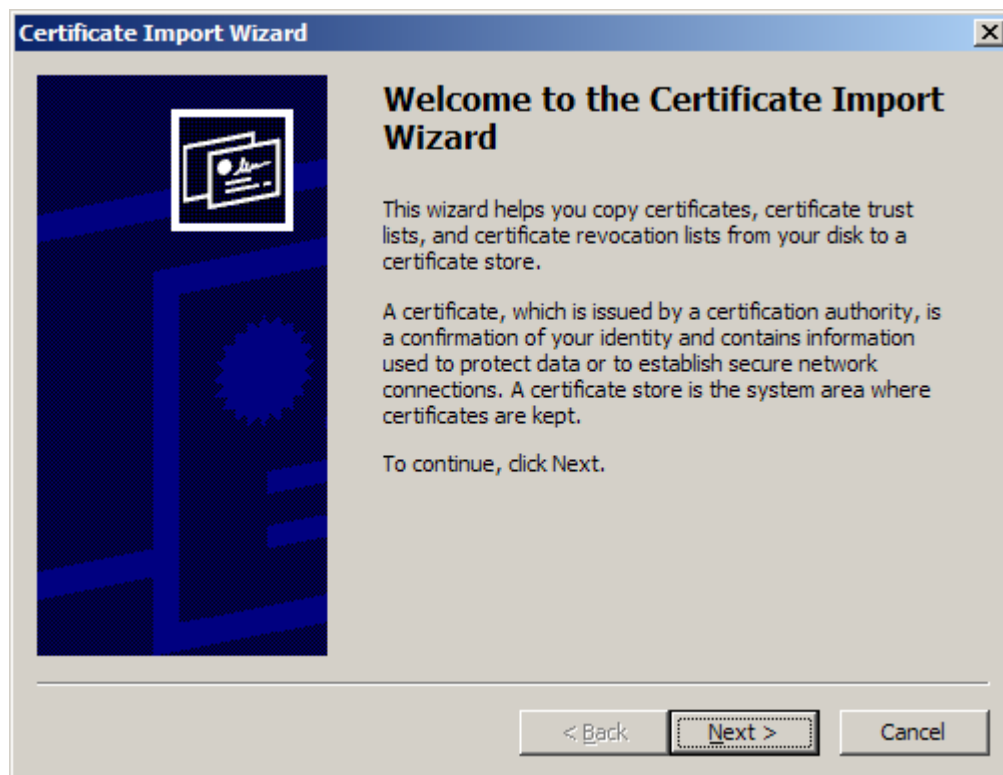 Certificate Import Wizard
Welcome to the Certificate Import
Wizard
This wizard helps you copy certificates, certificate trust
lists, and certificate revocation lists from your disk to a
certificate store.
A certificate, which is issued by a certification authority, is
a confirmation of your identity and contains information
used to protect data or to establish secure network
connections. A certificate store is the system area where
certificates are kept.
To continue, click Next.
< Back
Next >
Cancel